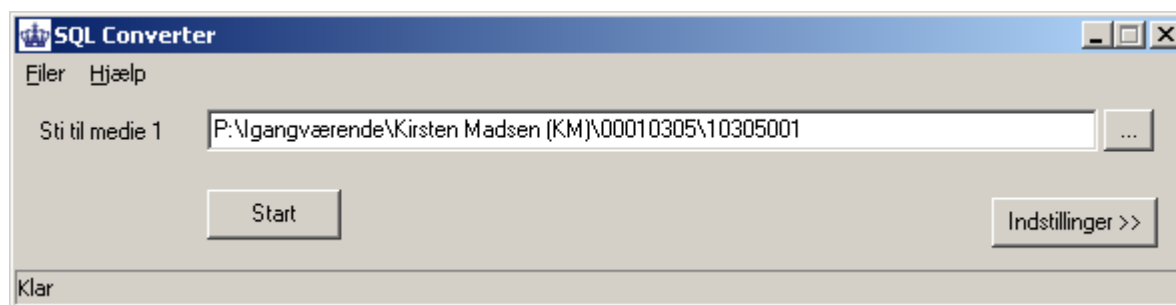 SQL Converter
Filer Hjælp
Sti til medie 1 P:\Igangværende\Kirsten Madsen (KM)\00010305\10305001 ...
Start Indstillinger >>
Klar